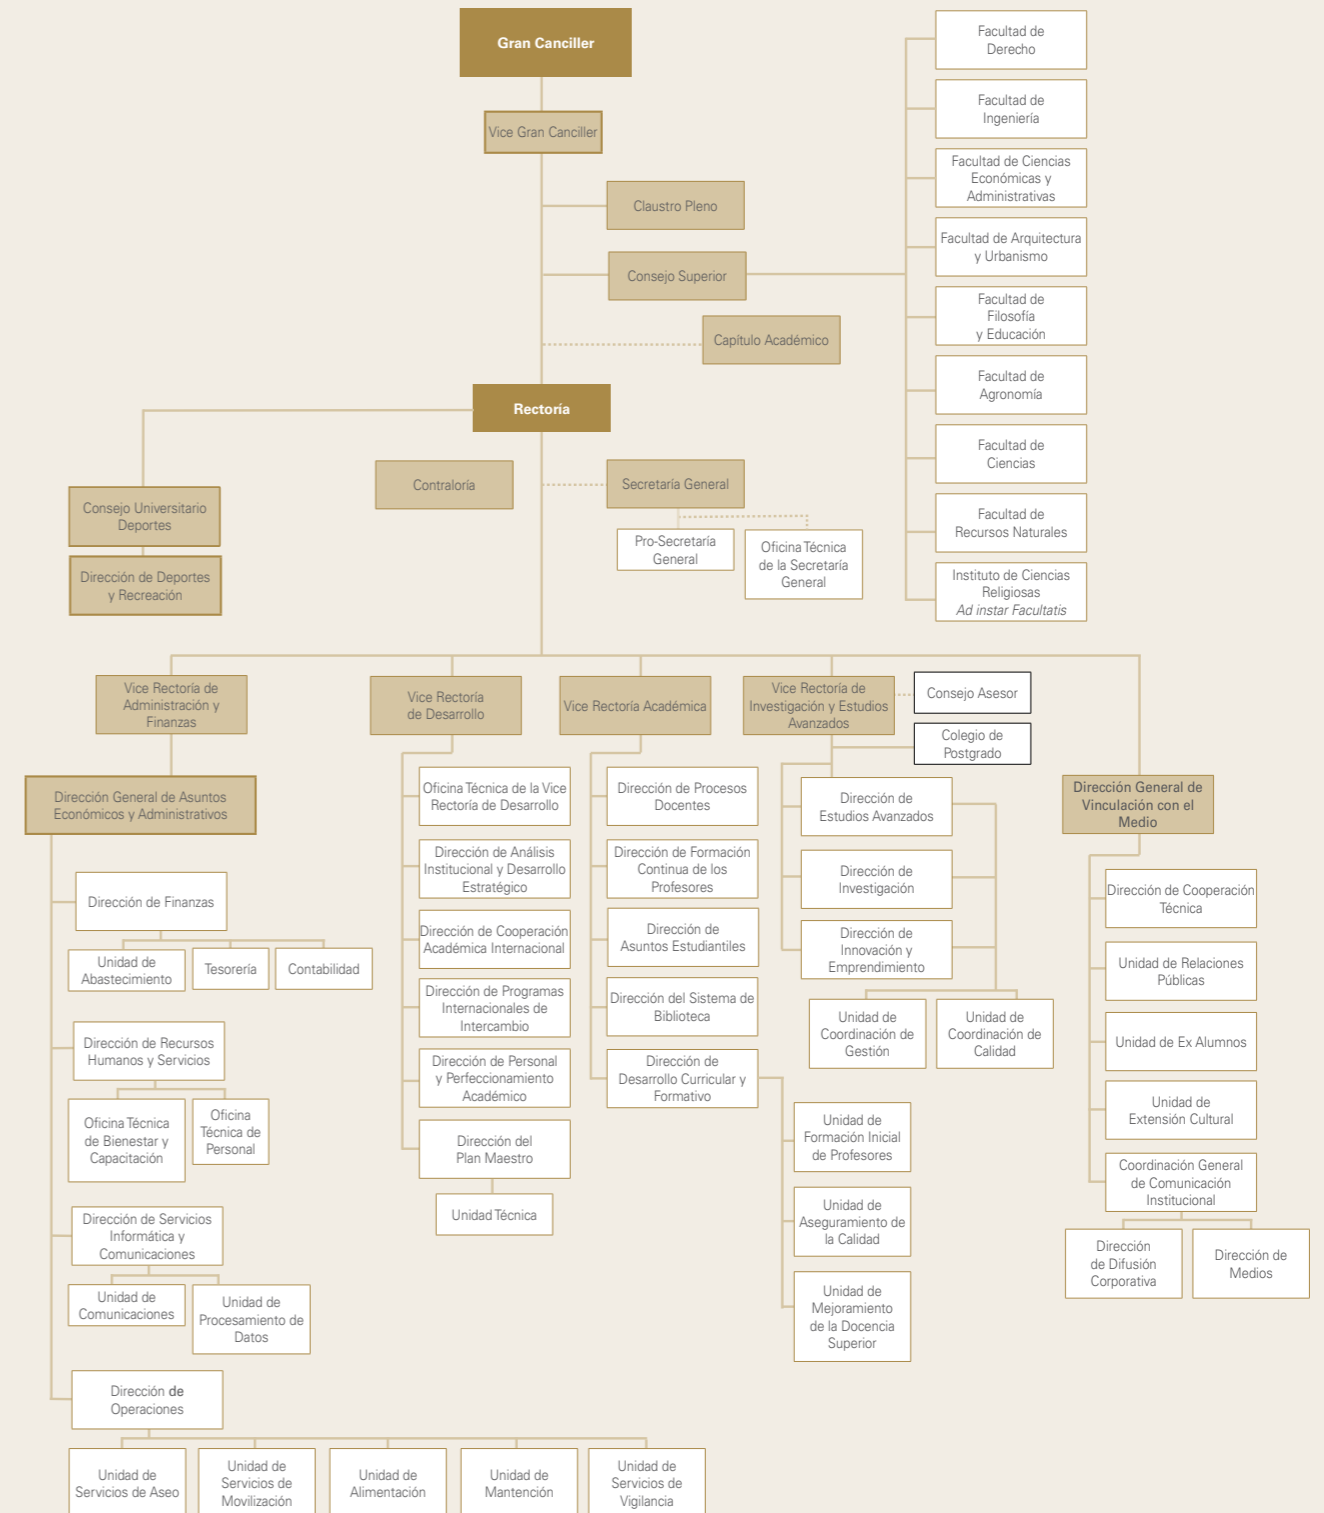 Gran Canciller
Vice Gran Canciller
Claustro Pleno
Consejo Superior
Capítulo Académico
Facultad de
Derecho
Facultad de
Ingeniería
Facultad de Ciencias
Económicas y
Administrativas
Facultad de Arquitectura
y Urbanismo
Facultad de
Filosofía
y Educación
Facultad de
Agronomía
Facultad de
Ciencias
Facultad de
Recursos Naturales
Instituto de Ciencias
Religiosas
Ad instar Facultatis
Rectoría
Contraloría
Secretaría General
Pro-Secretaría
General
Oficina Técnica
de la Secretaría
General
Consejo Universitario
Deportes
Dirección de Deportes
y Recreación
Vice Rectoría de
Administración y
Finanzas
Dirección General de Asuntos
Económicos y Administrativos
Dirección de Finanzas
Unidad de
Abastecimiento
Tesorería
Contabilidad
Dirección de Recursos
Humanos y Servicios
Oficina Técnica
de Bienestar y
Capacitación
Oficina
Técnica de
Personal
Dirección de Servicios
Informática y
Comunicaciones
Unidad de
Comunicaciones
Unidad de
Procesamiento de
Datos
Dirección de
Operaciones
Unidad de
Servicios de Aseo
Unidad de
Servicios de
Movilización
Unidad de
Alimentación
Unidad de
Mantención
Unidad de
Servicios de
Vigilancia
Vice Rectoría
de Desarrollo
Oficina Técnica de la Vice
Rectoría de Desarrollo
Dirección de Análisis
Institucional y Desarrollo
Estratégico
Dirección de Cooperación
Académica Internacional
Dirección de Programas
Internacionales de
Intercambio
Dirección de Personal
y Perfeccionamiento
Académico
Dirección del
Plan Maestro
Unidad Técnica
Vice Rectoría Académica
Dirección de Procesos
Docentes
Dirección de Formación
Continua de los
Profesores
Dirección de
Asuntos Estudiantiles
Dirección del Sistema de
Biblioteca
Dirección de
Desarrollo Curricular y
Formativo
Unidad de
Formación Inicial
de Profesores
Unidad de
Aseguramiento de
la Calidad
Unidad de
Mejoramiento
de la Docencia
Superior
Vice Rectoría de
Investigación y Estudios
Avanzados
Consejo Asesor
Colegio de
Postgrado
Dirección de
Estudios Avanzados
Dirección de
Investigación
Dirección de
Innovación y
Emprendimiento
Unidad de
Coordinación de
Gestión
Unidad de
Coordinación de
Calidad
Dirección General de
Vinculación con el
Medio
Dirección de Cooperación
Técnica
Unidad de Relaciones
Públicas
Unidad de Ex Alumnos
Unidad de
Extensión Cultural
Coordinación General
de Comunicación
Institucional
Dirección
de Difusión
Corporativa
Dirección de
Medios